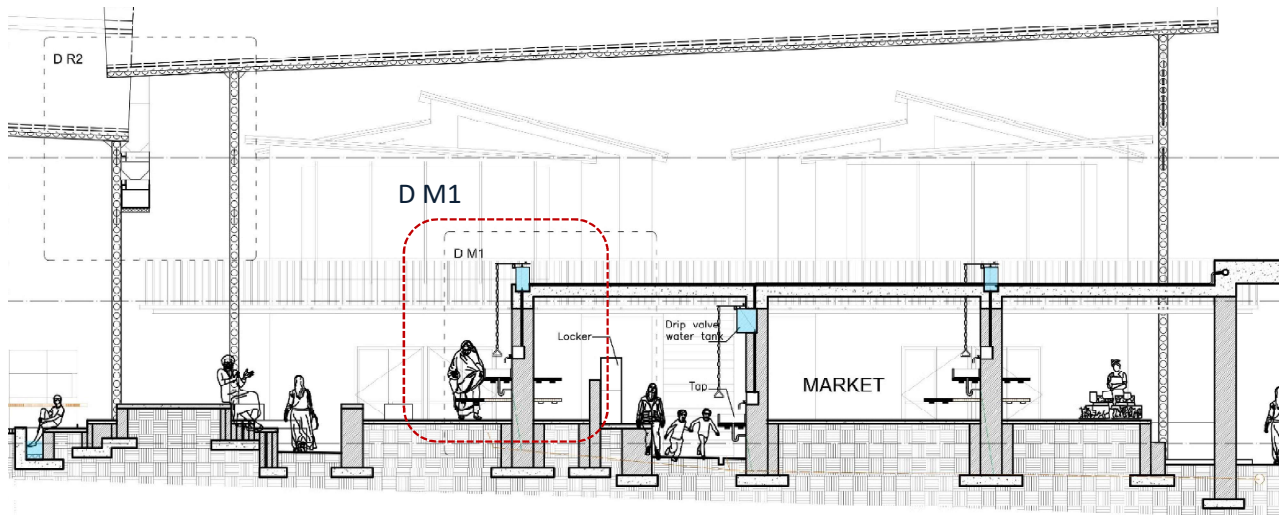 D R2
D M1
D M1
Locker
Drip valve
water tank
Tap
MARKET